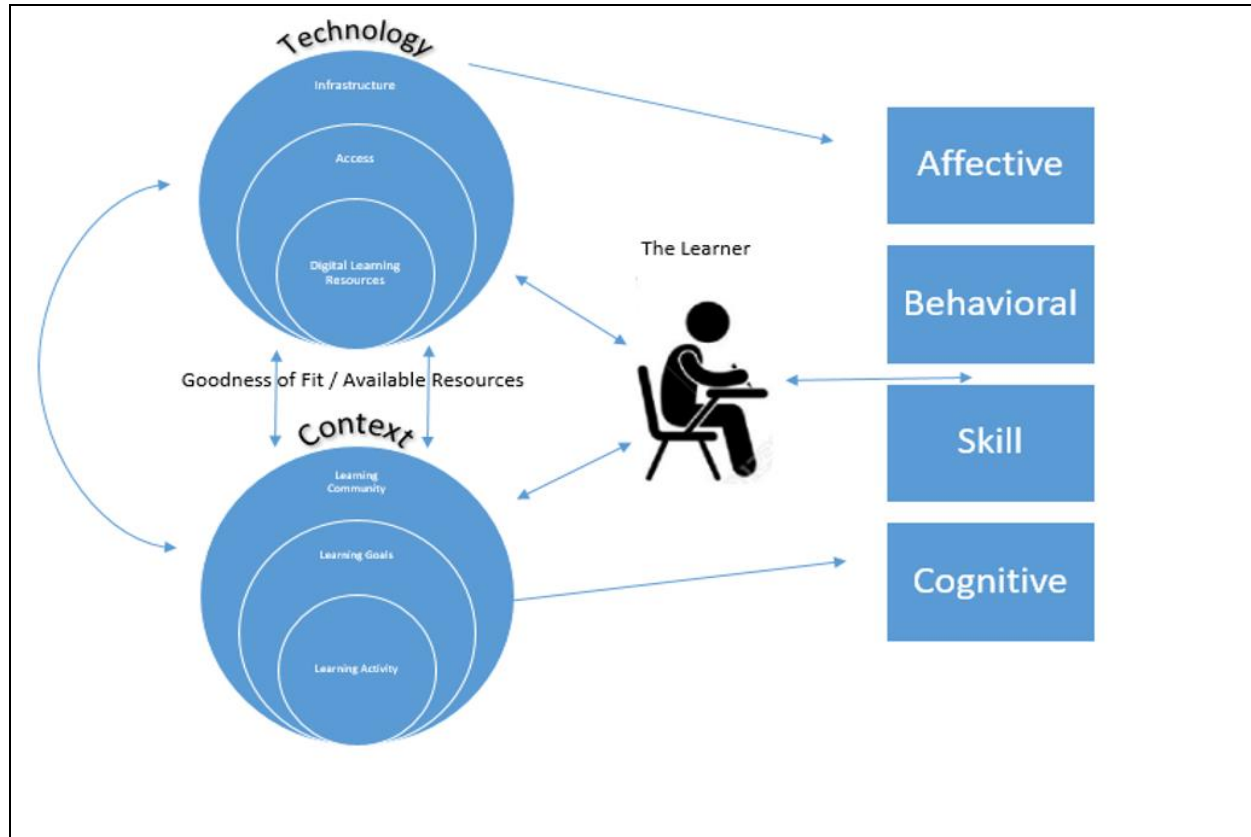 Technology
Infrastructure
Access
Digital Learning
Resources
Goodness of Fit / Available Resources
Context
Learning
Community
Learning Goals
Learning Activity
The Learner
Affective
Behavioral
Skill
Cognitive